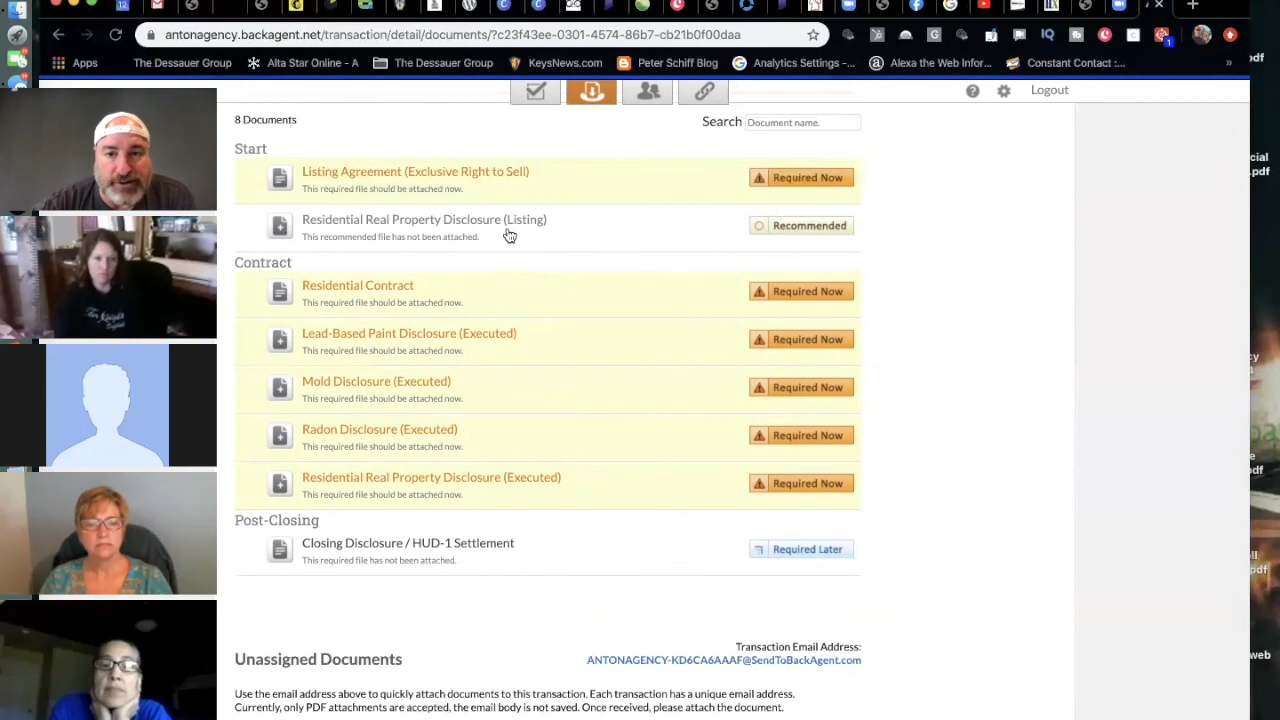 antonagency.backagent.net/transaction/detail/documents/?c23f43ee-0301-4574-86b7-cb21b0f00daa
Apps
The Dessauer Group
Alta Star Online - A
The Dessauer Group
KeysNews.com
Peter Schiff Blog
Analytics Settings -...
Alexa the Web Infor...
Constant Contact :...
»
Logout
8 Documents
Search Document name.
Start
Listing Agreement (Exclusive Right to Sell)
This required file should be attached now.
Required Now
Residential Real Property Disclosure (Listing)
This recommended file has not been attached.
Recommended
Contract
Residential Contract
This required file should be attached now.
Required Now
Lead-Based Paint Disclosure (Executed)
This required file should be attached now.
Required Now
Mold Disclosure (Executed)
This required file should be attached now.
Required Now
Radon Disclosure (Executed)
This required file should be attached now.
Required Now
Residential Real Property Disclosure (Executed)
This required file should be attached now.
Required Now
Post-Closing
Closing Disclosure / HUD-1 Settlement
This required file has not been attached.
Required Later
Transaction Email Address:
Unassigned Documents
ANTONAGENCY-KD6CA6AAAF@SendToBackAgent.com
Use the email address above to quickly attach documents to this transaction. Each transaction has a unique email address.
Currently, only PDF attachments are accepted, the email body is not saved. Once received, please attach the document.